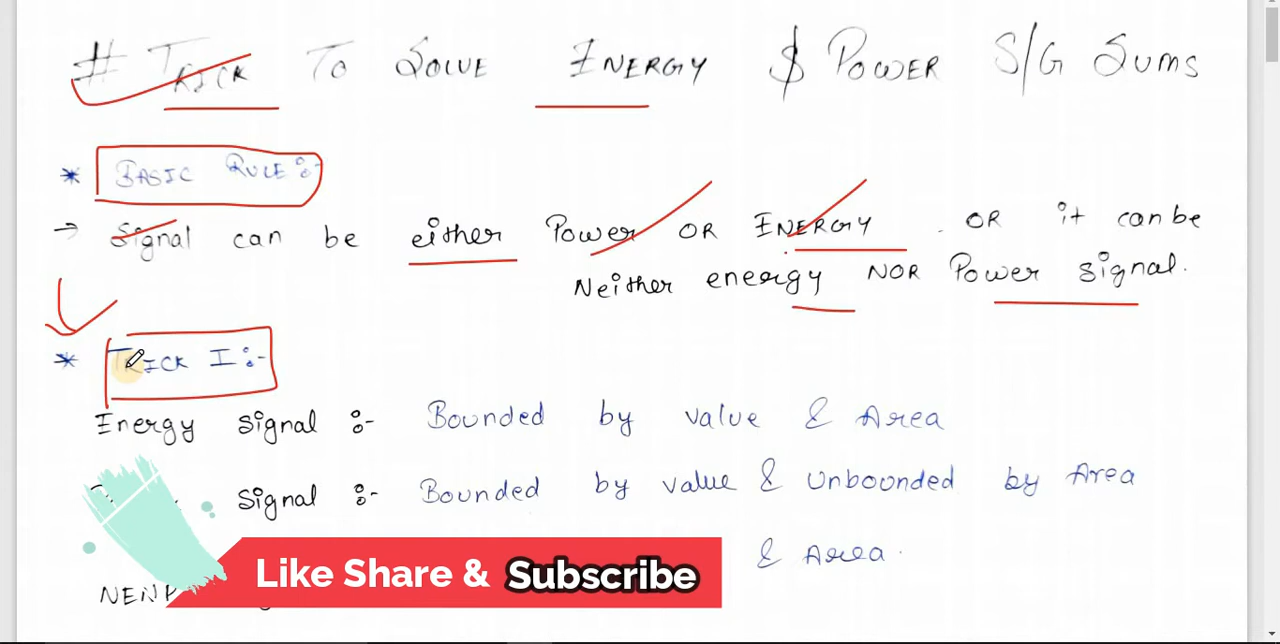 # TRICK TO SOLVE ENERGY $ POWER S/G SUMS
* BASIC RULE :-
→ Signal can be either Power OR ENERGY . OR it can be
Neither energy NOR Power signal.
* TRICK I :-
Energy signal :- Bounded by value & Area
signal :- Bounded by value & Unbounded by Area
& Area.
Like Share & Subscribe
NENP